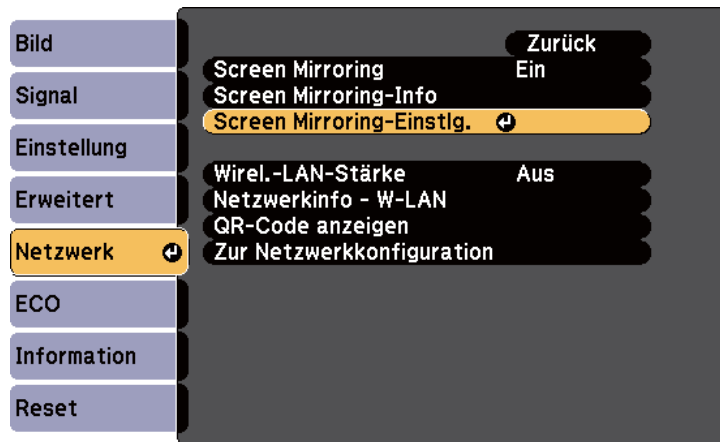 Bild
Signal
Einstellung
Erweitert
Netzwerk
ECO
Information
Reset
Zurück
Screen Mirroring Ein
Screen Mirroring-Info
Screen Mirroring-Einstlg.
Wirel.-LAN-Stärke Aus
Netzwerkinfo - W-LAN
QR-Code anzeigen
Zur Netzwerkkonfiguration